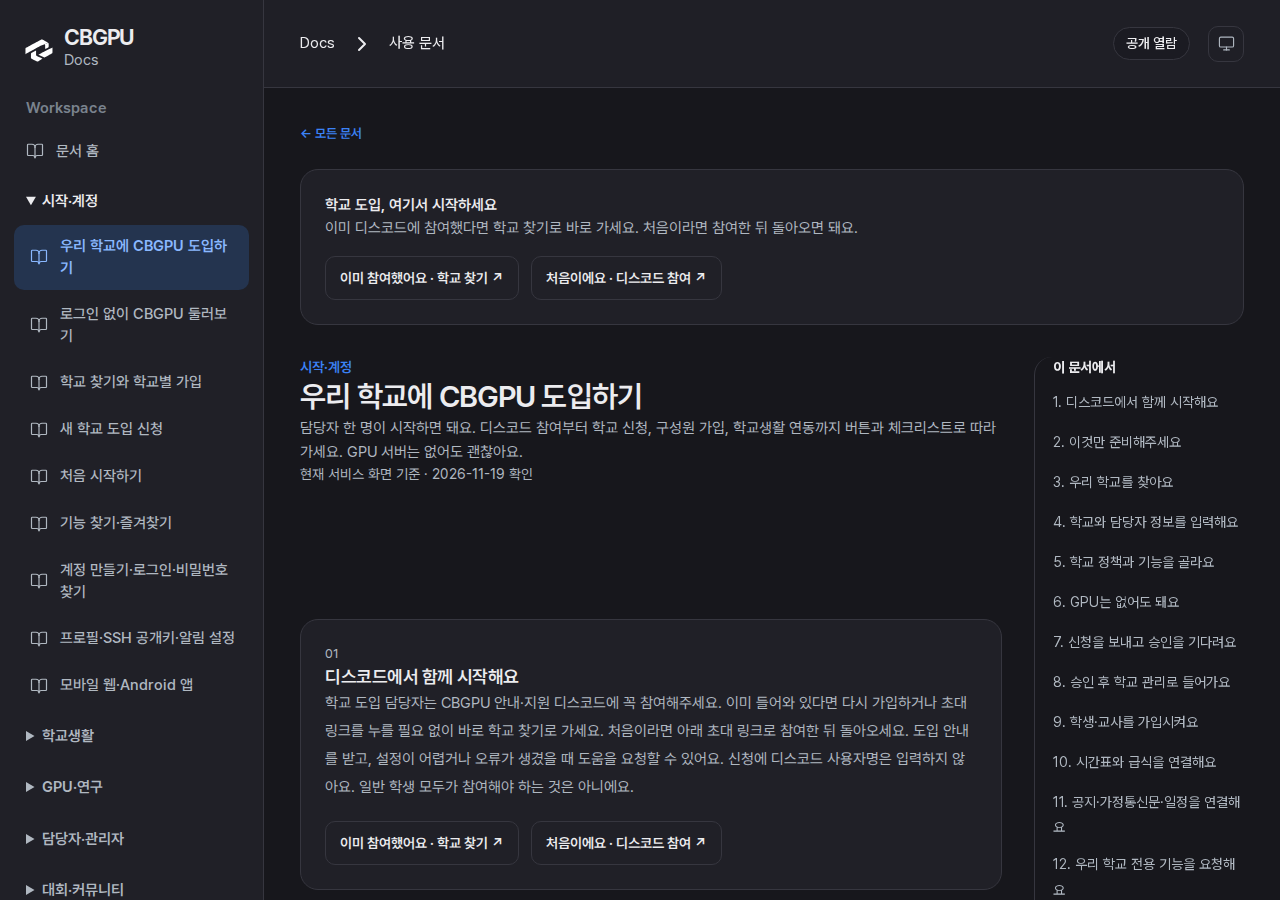 CBGPU
Docs
Workspace
문서 홈
▼ 시작·계정
우리 학교에 CBGPU 도입하
기
로그인 없이 CBGPU 둘러보
기
학교 찾기와 학교별 가입
새 학교 도입 신청
처음 시작하기
기능 찾기·즐겨찾기
계정 만들기·로그인·비밀번호
찾기
프로필·SSH 공개키·알림 설정
모바일 웹·Android 앱
▶ 학교생활
▶ GPU·연구
▶ 담당자·관리자
▶ 대회·커뮤니티
Docs > 사용 문서
공개 열람
← 모든 문서
학교 도입, 여기서 시작하세요
이미 디스코드에 참여했다면 학교 찾기로 바로 가세요. 처음이라면 참여한 뒤 돌아오면 돼요.
이미 참여했어요 · 학교 찾기 ↗
처음이에요 · 디스코드 참여 ↗
시작·계정
우리 학교에 CBGPU 도입하기
담당자 한 명이 시작하면 돼요. 디스코드 참여부터 학교 신청, 구성원 가입, 학교생활 연동까지 버튼과 체크리스트로 따라
가세요. GPU 서버는 없어도 괜찮아요.
현재 서비스 화면 기준 · 2026-11-19 확인
01
디스코드에서 함께 시작해요
학교 도입 담당자는 CBGPU 안내·지원 디스코드에 꼭 참여해주세요. 이미 들어와 있다면 다시 가입하거나 초대
링크를 누를 필요 없이 바로 학교 찾기로 가세요. 처음이라면 아래 초대 링크로 참여한 뒤 돌아오세요. 도입 안내
를 받고, 설정이 어렵거나 오류가 생겼을 때 도움을 요청할 수 있어요. 신청에 디스코드 사용자명은 입력하지 않
아요. 일반 학생 모두가 참여해야 하는 것은 아니에요.
이미 참여했어요 · 학교 찾기 ↗
처음이에요 · 디스코드 참여 ↗
이 문서에서
1. 디스코드에서 함께 시작해요
2. 이것만 준비해주세요
3. 우리 학교를 찾아요
4. 학교와 담당자 정보를 입력해요
5. 학교 정책과 기능을 골라요
6. GPU는 없어도 돼요
7. 신청을 보내고 승인을 기다려요
8. 승인 후 학교 관리로 들어가요
9. 학생·교사를 가입시켜요
10. 시간표와 급식을 연결해요
11. 공지·가정통신문·일정을 연결해
요
12. 우리 학교 전용 기능을 요청해
요